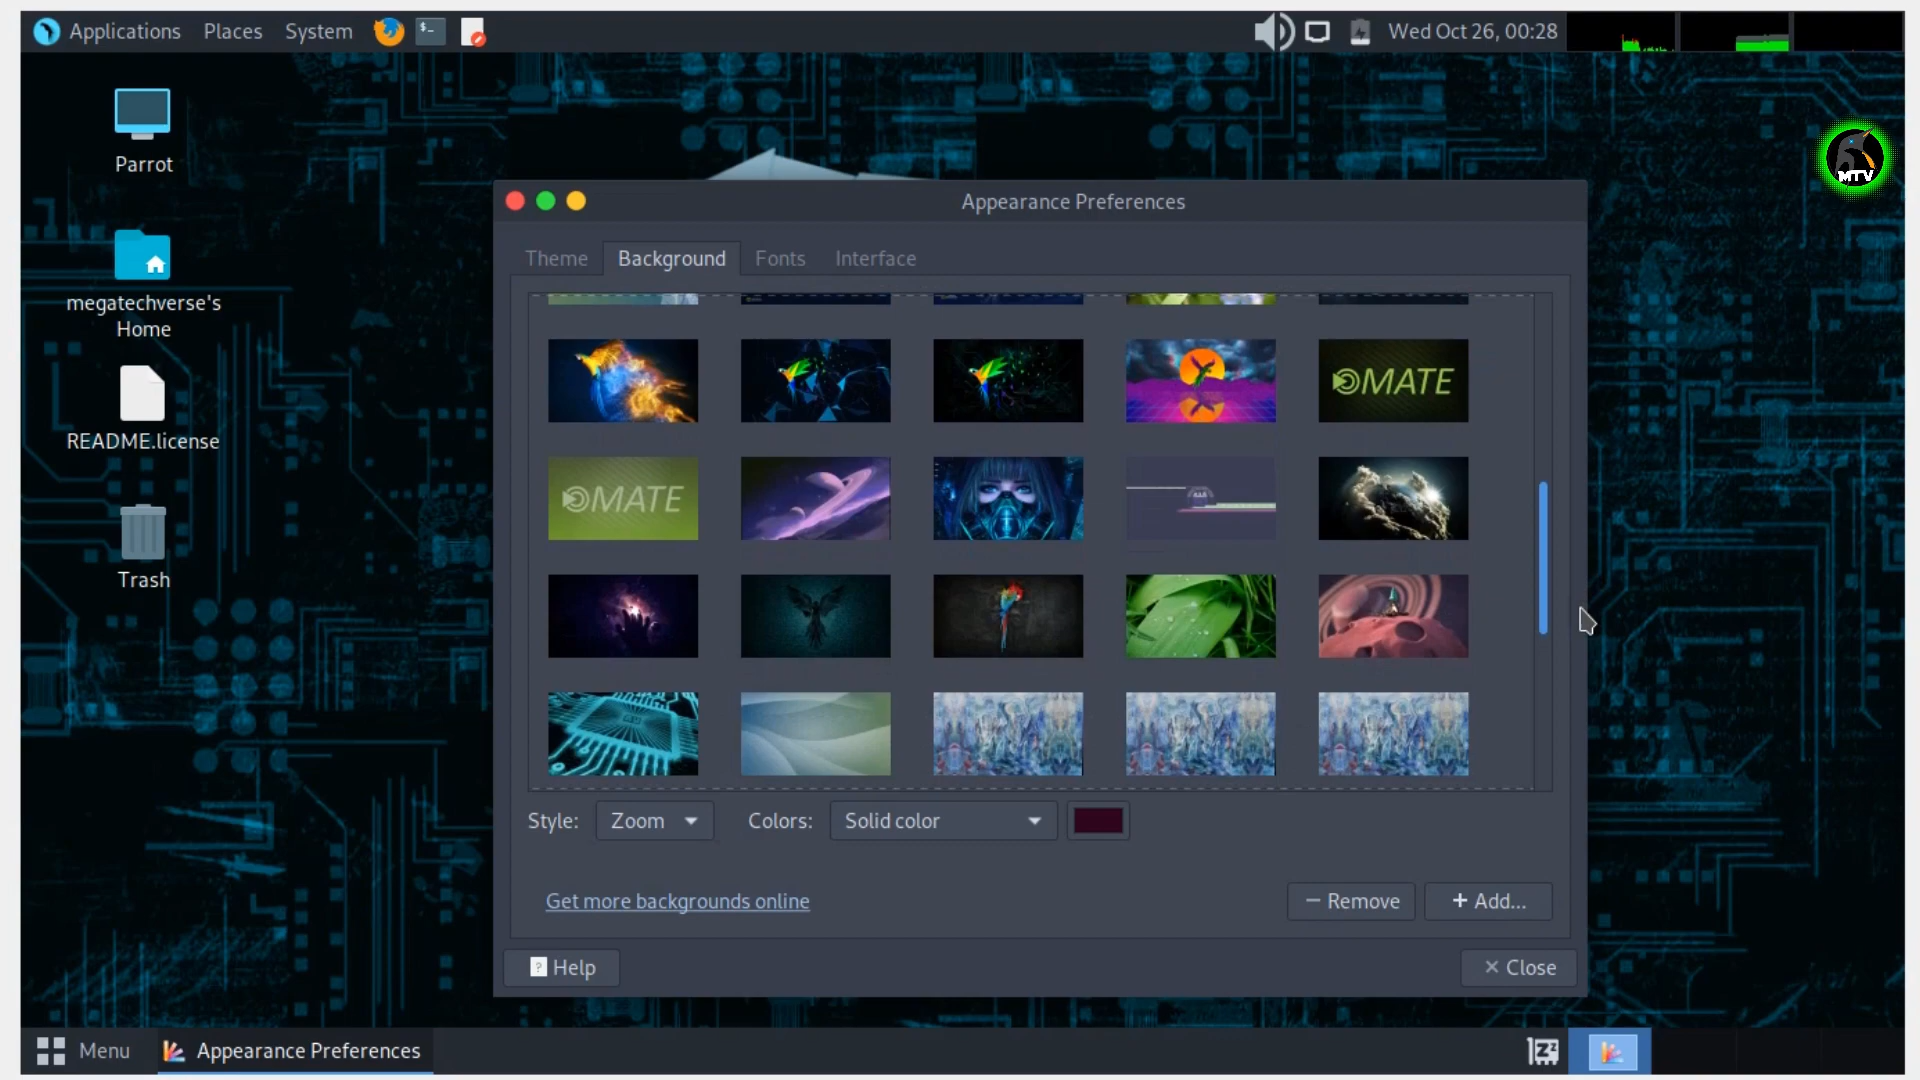 Applications Places System Wed Oct 26, 00:28
Parrot
MTV
Appearance Preferences
Theme Background Fonts Interface
megatechverse's
Home
MATE
README.license
MATE
Trash
Style: Zoom Colors: Solid color
Get more backgrounds online
Remove + Add...
Help
Close
Menu Appearance Preferences